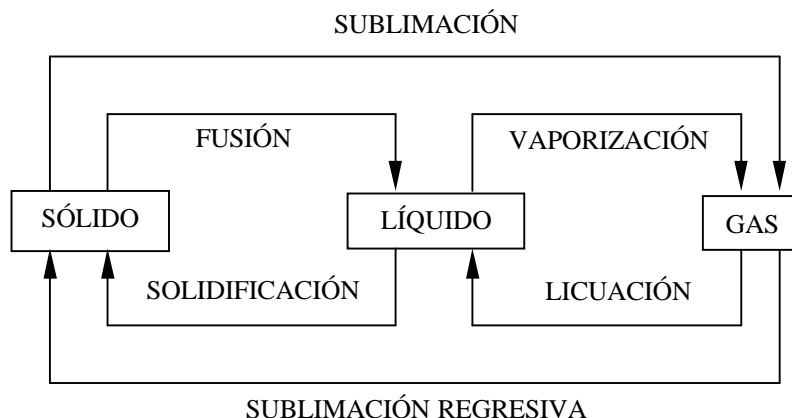 SUBLIMACIÓN
FUSIÓN
VAPORIZACIÓN
SÓLIDO
LÍQUIDO
GAS
SOLIDIFICACIÓN
LICUACIÓN
SUBLIMACIÓN REGRESIVA